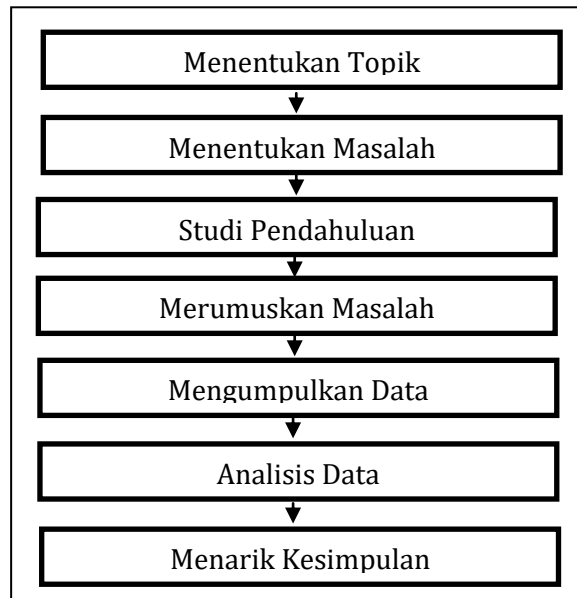 Menentukan Topik
Menentukan Masalah
Studi Pendahuluan
Merumuskan Masalah
Mengumpulkan Data
Analisis Data
Menarik Kesimpulan